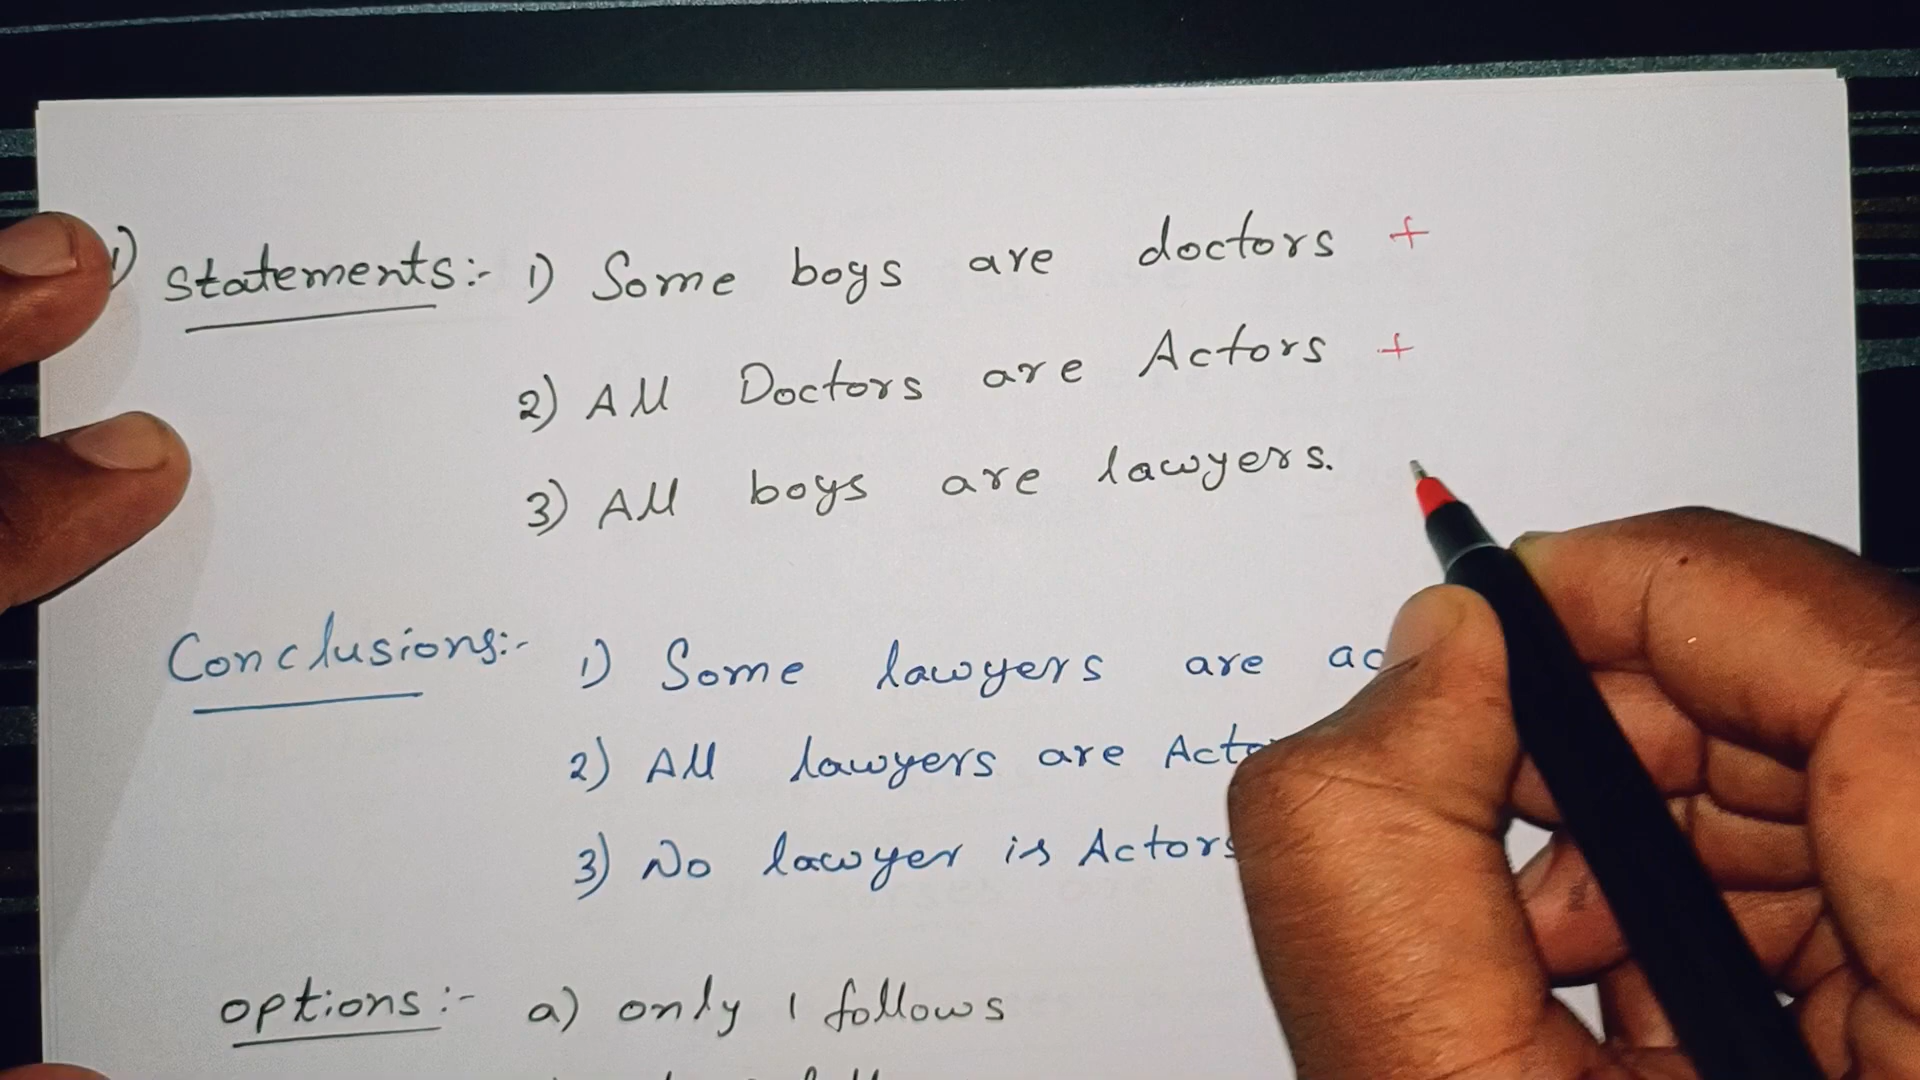 1) Statements:- 1) Some boys are doctors +
2) All Doctors are Actors +
3) All boys are lawyers.
Conclusions:- 1) Some lawyers are
2) All lawyers are
3) No lawyer is Actors
options:- a) only 1 follows